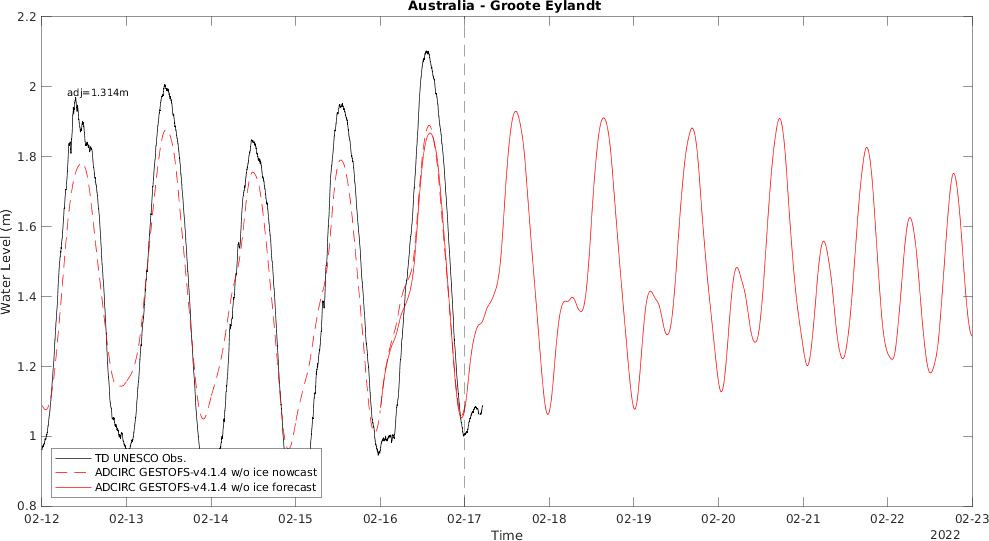 Australia - Groote Eylandt
2.2
2
1.8
1.6
1.4
1.2
1
0.8
Water Level (m)
adj=1.314m
TD UNESCO Obs.
ADCIRC GESTOFS-v4.1.4 w/o ice nowcast
ADCIRC GESTOFS-v4.1.4 w/o ice forecast
02-12 02-13 02-14 02-15 02-16 02-17 02-18 02-19 02-20 02-21 02-22 02-23
Time
2022